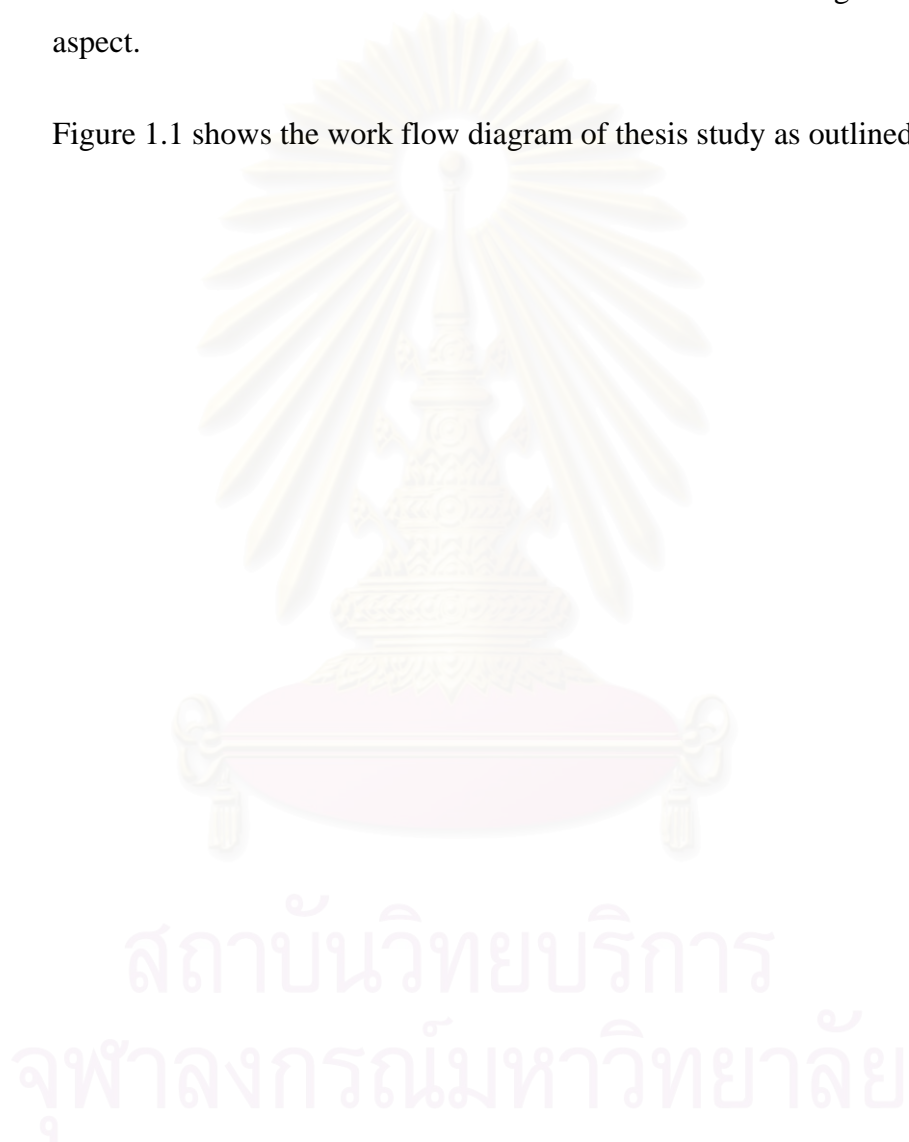 aspect.
Figure 1.1 shows the work flow diagram of thesis study as outlined
สถาบันวิทยบริการ
จุฬาลงกรณ์มหาวิทยาลัย